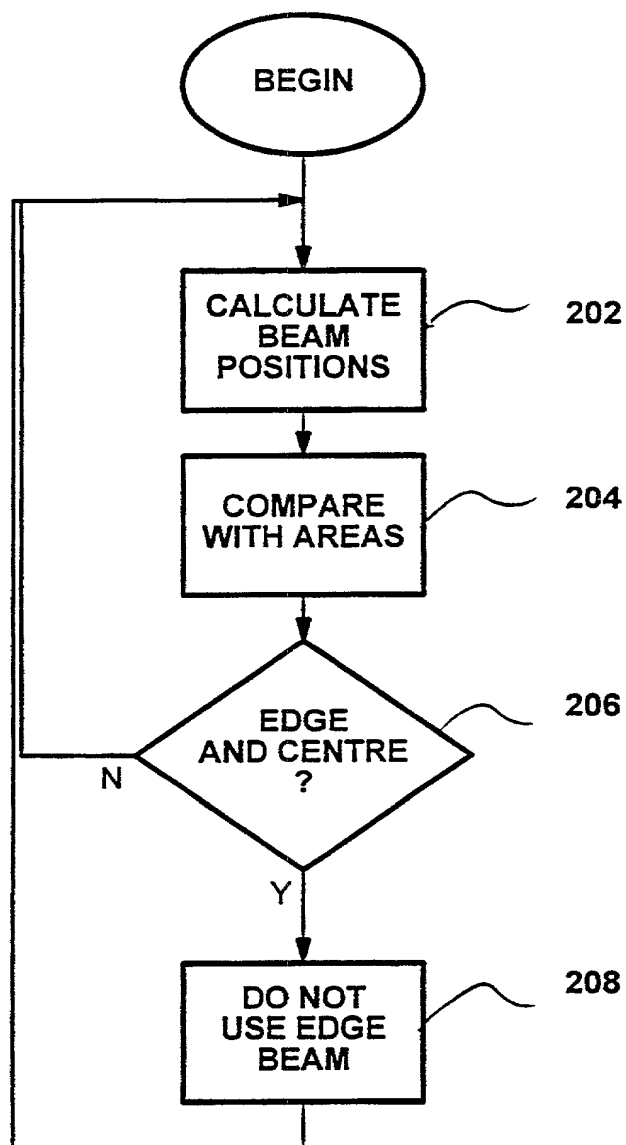 BEGIN
CALCULATE
BEAM
POSITIONS
202
COMPARE
WITH AREAS
204
EDGE
AND CENTRE
?
206
N
Y
DO NOT
USE EDGE
BEAM
208